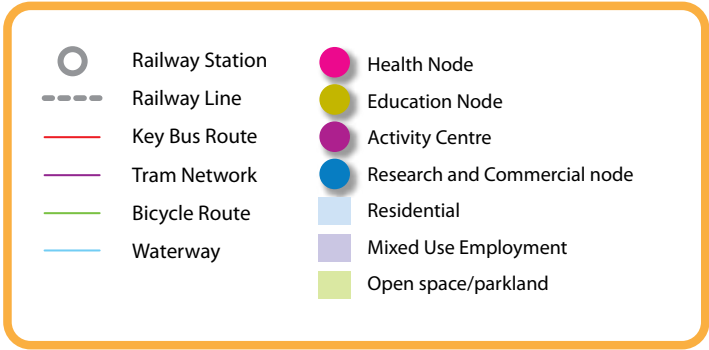 Railway Station
Railway Line
Key Bus Route
Tram Network
Bicycle Route
Waterway
Health Node
Education Node
Activity Centre
Research and Commercial node
Residential
Mixed Use Employment
Open space/parkland